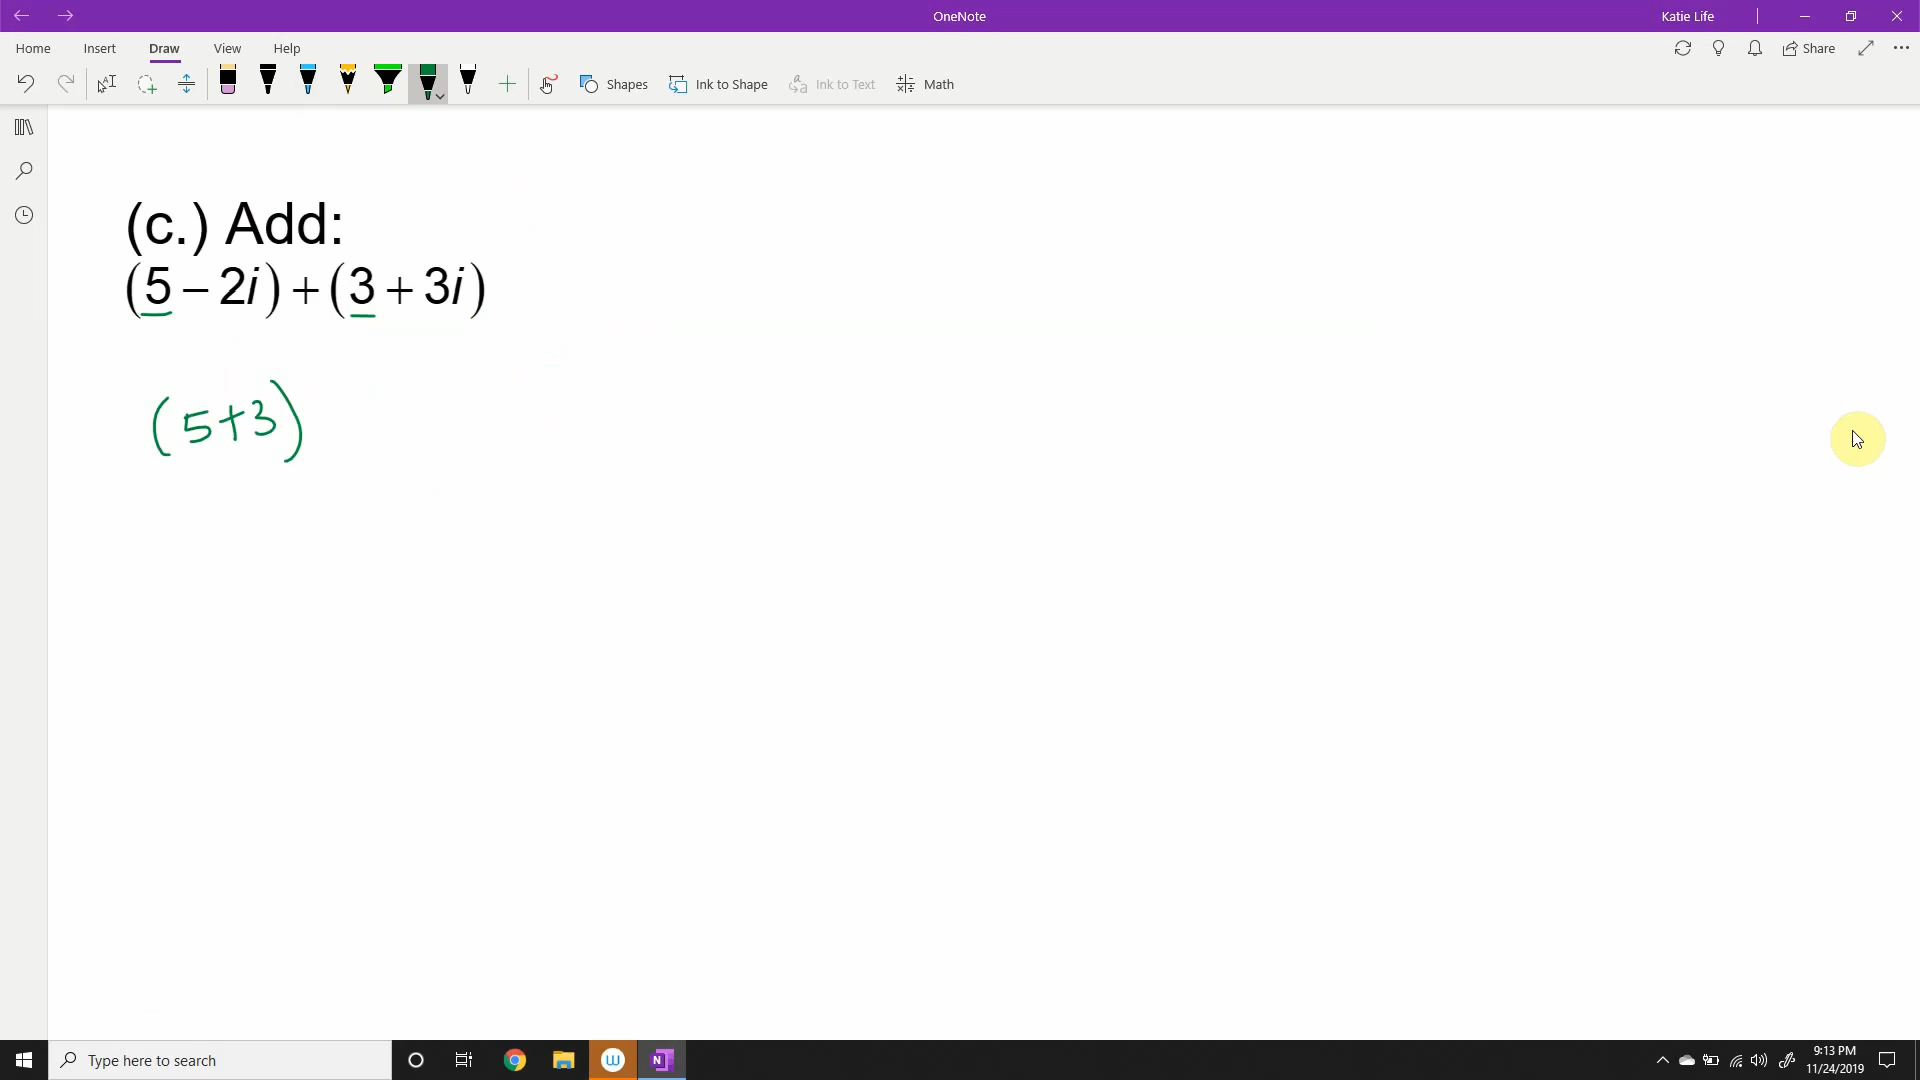 OneNote
Katie Life
Home Insert Draw View Help
Share
Shapes Ink to Shape Ink to Text Math
(c.) Add:
(5 − 2i) + (3 + 3i)
(5+3)
Type here to search
9:13 PM
11/24/2019